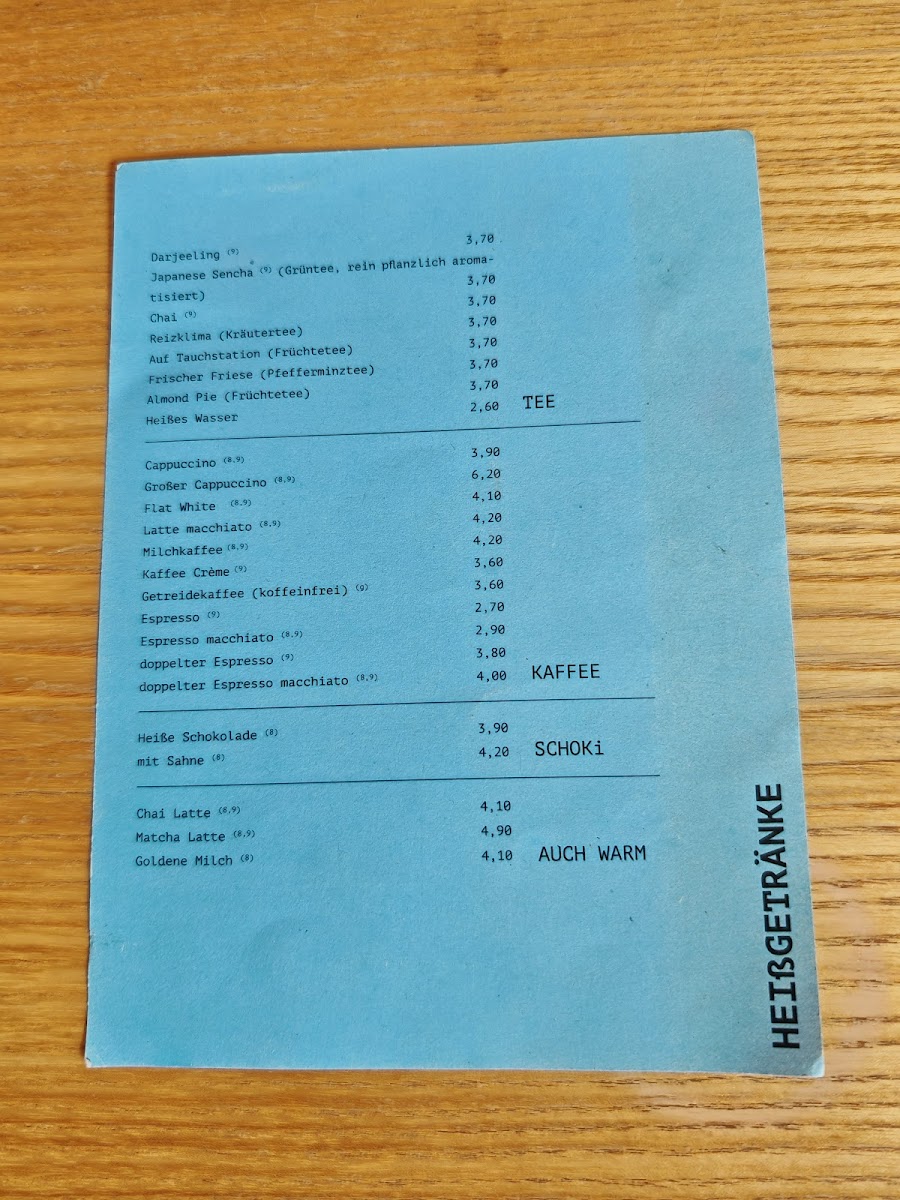 Darjeeling (9) 3,70
Japanese Sencha (9) (Grüntee, rein pflanzlich aroma-
tisiert) 3,70
Chai (9) 3,70
Reizklima (Kräutertee) 3,70
Auf Tauchstation (Früchtetee) 3,70
Frischer Friese (Pfefferminztee) 3,70
Almond Pie (Früchtetee) 3,70
Heißes Wasser 2,60 TEE
Cappuccino (8,9) 3,90
Großer Cappuccino (8,9) 6,20
Flat White (8,9) 4,10
Latte macchiato (8,9) 4,20
Milchkaffee (8,9) 4,20
Kaffee Crème (9) 3,60
Getreidekaffee (koffeinfrei) (g) 3,60
Espresso (9) 2,70
Espresso macchiato (8,9) 2,90
doppelter Espresso (9) 3,80
doppelter Espresso macchiato (8,9) 4,00 KAFFEE
Heiße Schokolade (8) 3,90
mit Sahne (8) 4,20 SCHOKi
Chai Latte (8,9) 4,10
Matcha Latte (8,9) 4,90
Goldene Milch (8) 4,10 AUCH WARM
HEIßGETRÄNKE